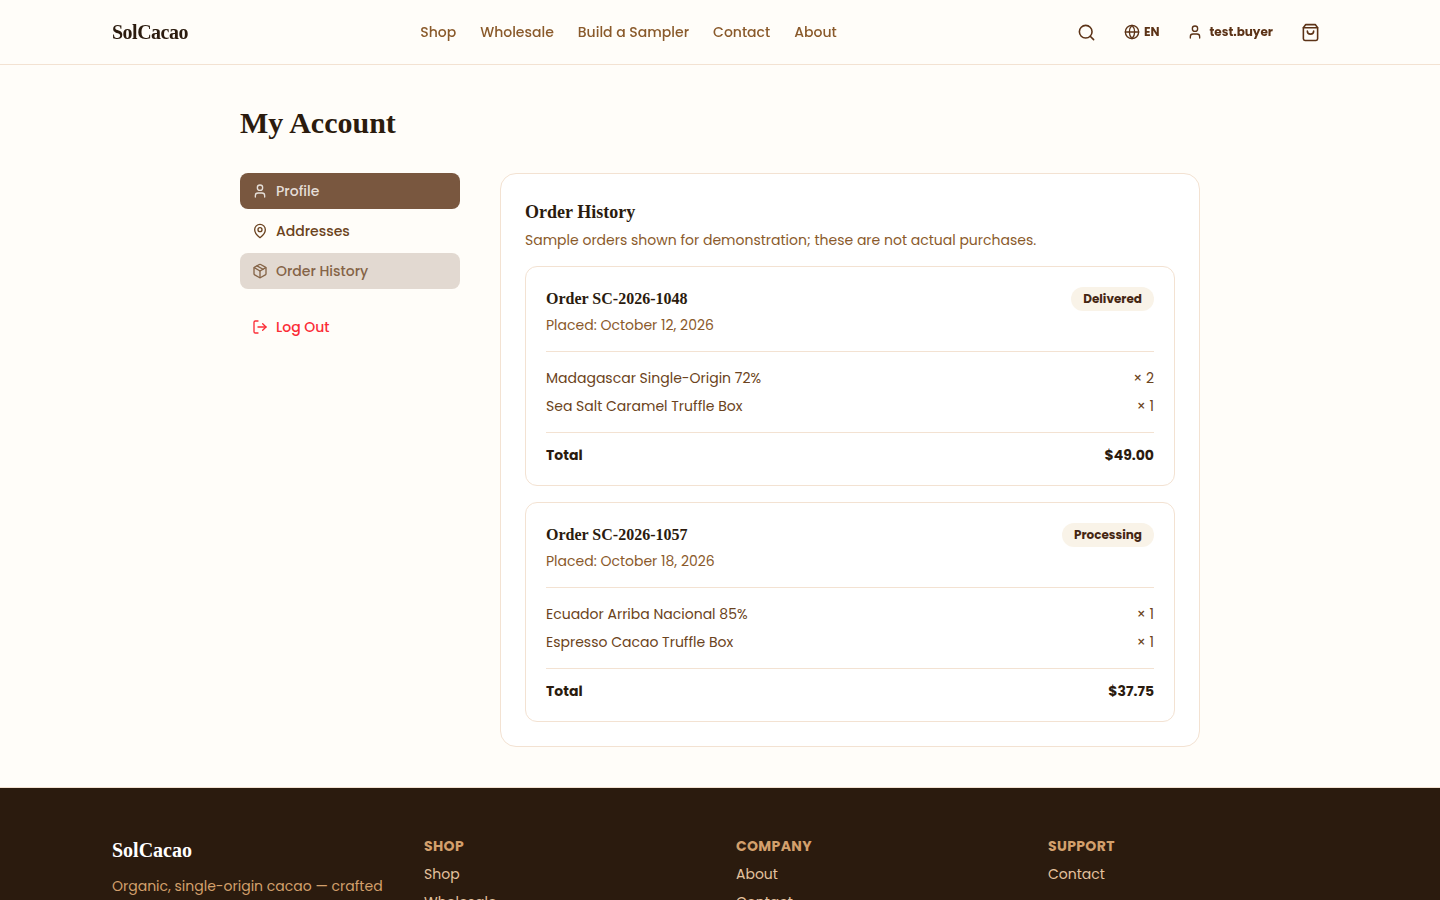 SolCacao
Shop
Wholesale
Build a Sampler
Contact
About
EN
test.buyer
My Account
Profile
Addresses
Order History
Log Out
Order History
Sample orders shown for demonstration; these are not actual purchases.
Order SC-2026-1048
Delivered
Placed: October 12, 2026
Madagascar Single-Origin 72%
× 2
Sea Salt Caramel Truffle Box
× 1
Total
$49.00
Order SC-2026-1057
Processing
Placed: October 18, 2026
Ecuador Arriba Nacional 85%
× 1
Espresso Cacao Truffle Box
× 1
Total
$37.75
SolCacao
Organic, single-origin cacao — crafted
SHOP
Shop
Wholesale
COMPANY
About
Contact
SUPPORT
Contact